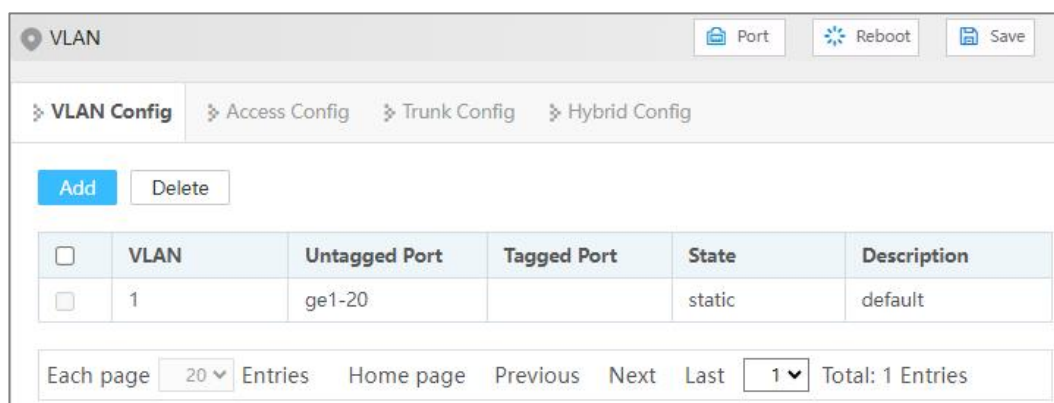 VLAN Port Reboot Save
VLAN Config Access Config Trunk Config Hybrid Config
Add Delete
VLAN Untagged Port Tagged Port State Description
1 ge1-20 static default
Each page 20 Entries Home page Previous Next Last 1 Total: 1 Entries